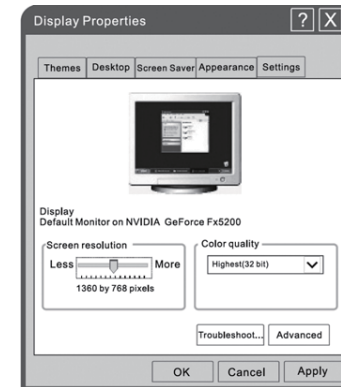 Display Properties ? X
Themes Desktop Screen Saver Appearance Settings
Display
Default Monitor on NVIDIA GeForce Fx5200
Screen resolution
Less More
1360 by 768 pixels
Color quality
Highest(32 bit)
Troubleshoot... Advanced
OK Cancel Apply